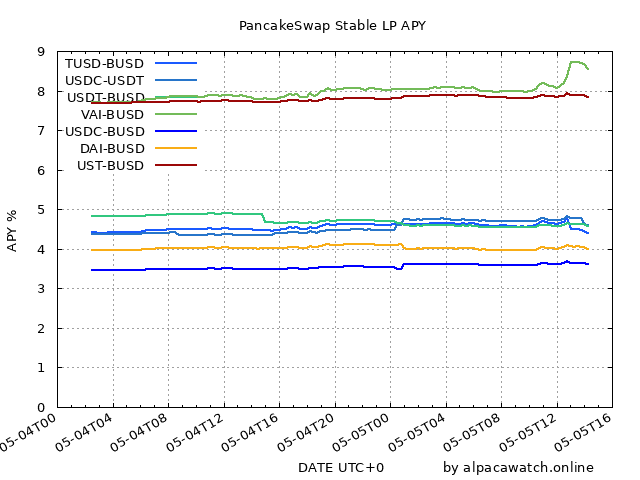 PancakeSwap Stable LP APY
9
8
7
6
5
4
3
2
1
0
APY %
TUSD-BUSD
USDC-USDT
USDT-BUSD
VAI-BUSD
USDC-BUSD
DAI-BUSD
UST-BUSD
05-04T00
05-04T04
05-04T08
05-04T12
05-04T16
05-04T20
05-05T00
05-05T04
05-05T08
05-05T12
05-05T16
DATE UTC+0
by alpacawatch.online